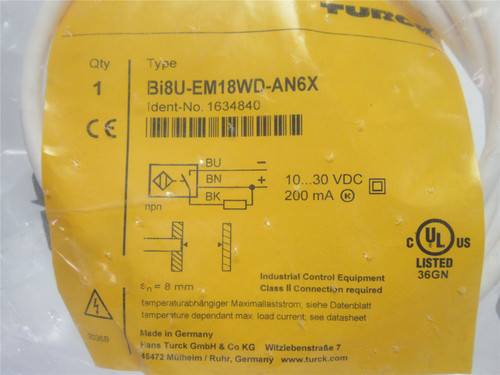 TURCK
Qty Type
1 Bi8U-EM18WD-AN6X
Ident-No. 1634840
CE
BU –
BN +
BK
npn
10...30 VDC
200 mA K
C UL US
LISTED
36GN
sn = 8 mm
Industrial Control Equipment
Class II Connection required
temperaturabhängiger Maximallaststrom, siehe Datenblatt
temperature dependant max. load current; see datasheet
Made in Germany
Hans Turck GmbH & Co KG Witzlebenstraße 7
45472 Mülheim / Ruhr, Germany www.turck.com